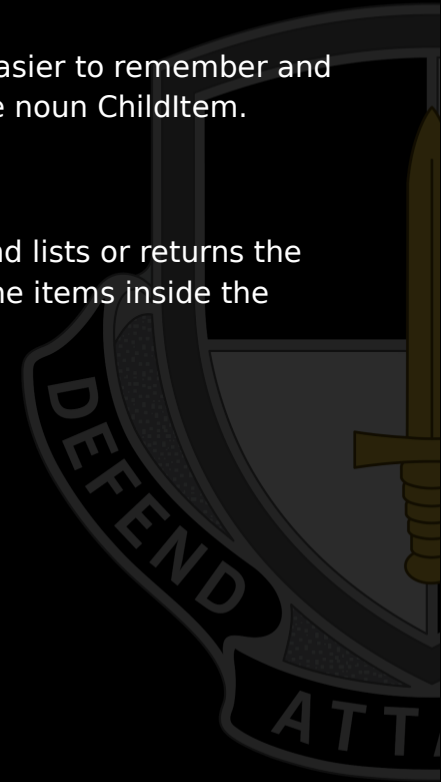 asier to remember and
e noun ChildItem.
nd lists or returns the
he items inside the
DEFEND
ATT